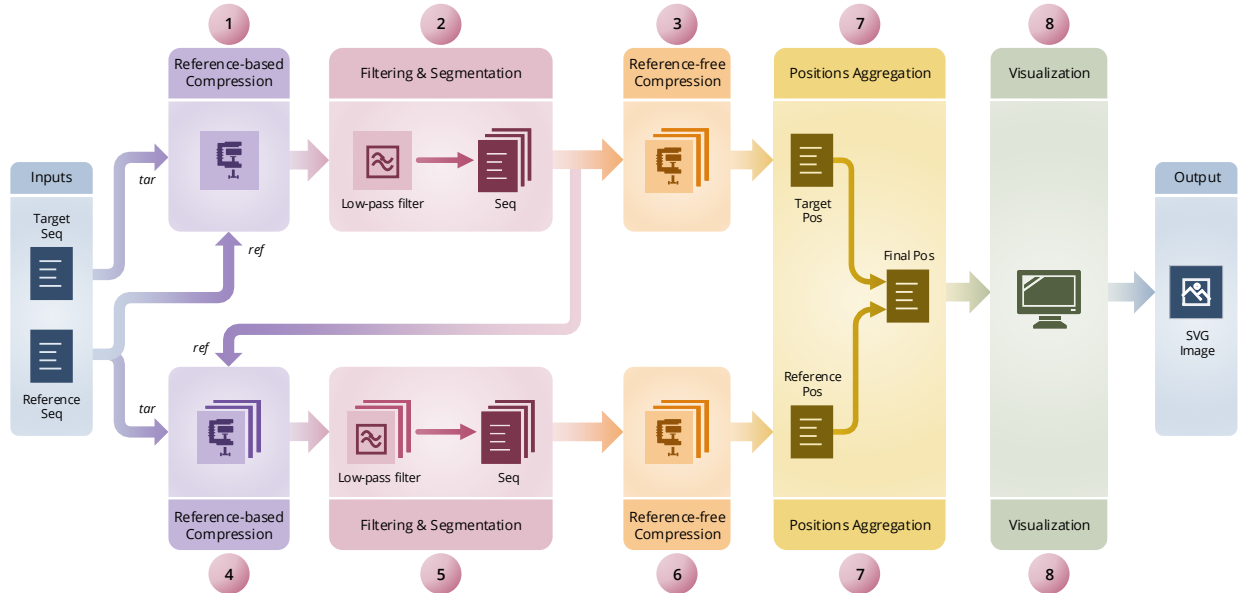 1
2
3
7
8
Reference-based
Compression
Filtering & Segmentation
Reference-free
Compression
Positions Aggregation
Visualization
Inputs
Target
Seq
Reference
Seq
tar
ref
Low-pass filter
Seq
Target
Pos
Final Pos
Reference
Pos
Output
SVG
Image
ref
tar
Low-pass filter
Seq
Reference-based
Compression
Filtering & Segmentation
Reference-free
Compression
Positions Aggregation
Visualization
4
5
6
7
8